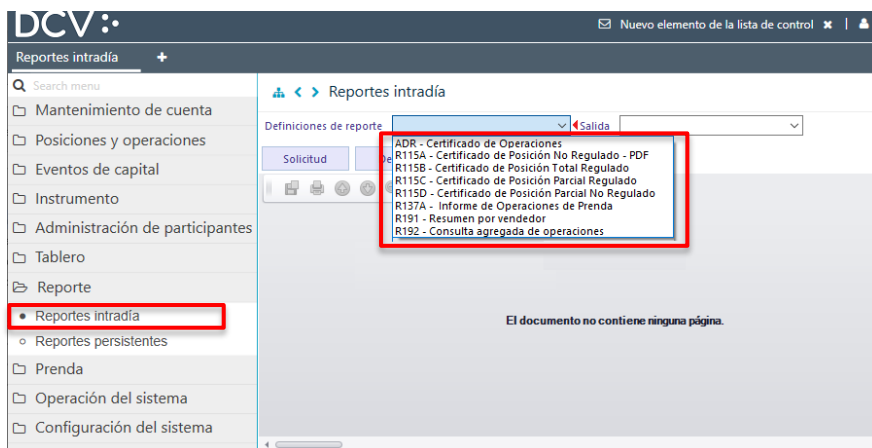 DCV
Nuevo elemento de la lista de control ✖ |
Reportes intradía +
Search menu
Mantenimiento de cuenta
Posiciones y operaciones
Eventos de capital
Instrumento
Administración de participantes
Tablero
Reporte
Reportes intradía
Reportes persistentes
Prenda
Operación del sistema
Configuración del sistema
Reportes intradía
Definiciones de reporte
Salida
Solicitud
ADR - Certificado de Operaciones
R115A - Certificado de Posición No Regulado - PDF
R115B - Certificado de Posición Total Regulado
R115C - Certificado de Posición Parcial Regulado
R115D - Certificado de Posición Parcial No Regulado
R137A - Informe de Operaciones de Prenda
R191 - Resumen por vendedor
R192 - Consulta agregada de operaciones
El documento no contiene ninguna página.